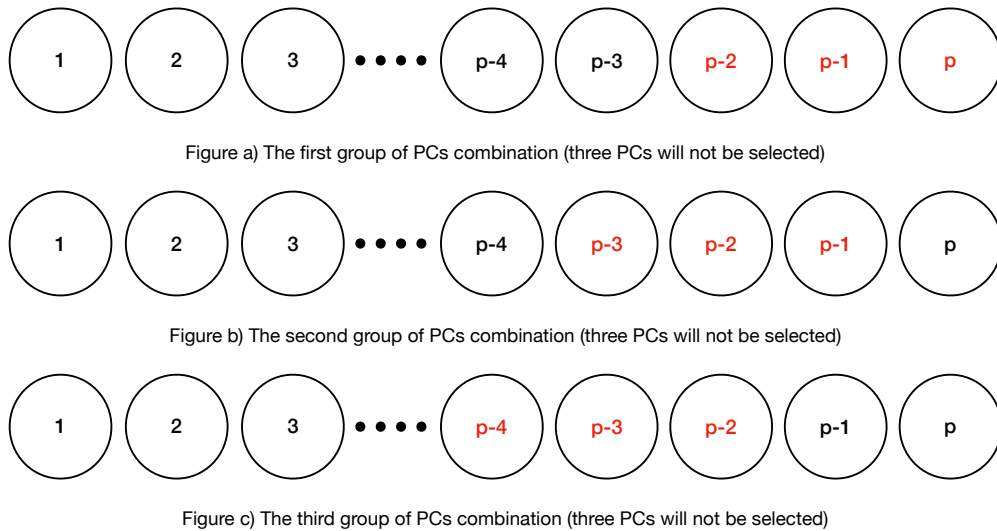 1 2 3 p-4 p-3 p-2 p-1 p
Figure a) The first group of PCs combination (three PCs will not be selected)
1 2 3 p-4 p-3 p-2 p-1 p
Figure b) The second group of PCs combination (three PCs will not be selected)
1 2 3 p-4 p-3 p-2 p-1 p
Figure c) The third group of PCs combination (three PCs will not be selected)